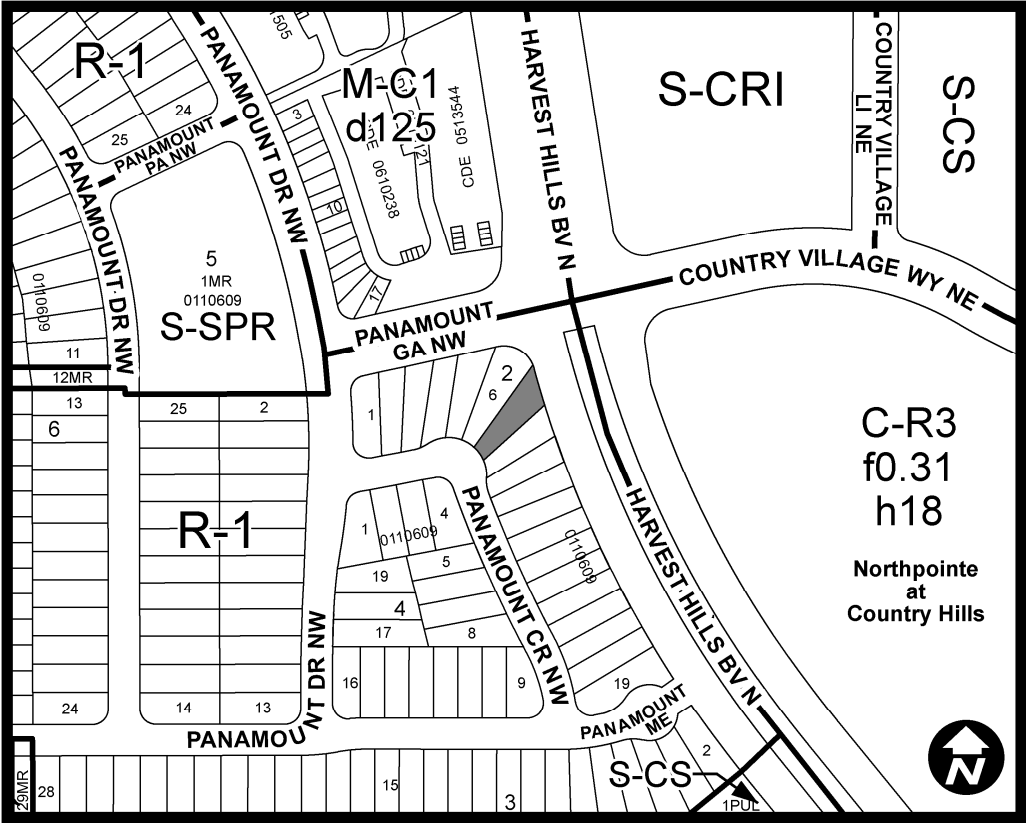 R-1
24
25
PANAMOUNT
PA NW
PANAMOUNT DR NW
PANAMOUNT DR NW
1505
M-C1
d125
3
10
17
CDE 0610238
121
CDE 0513544
HARVEST HILLS BV N
S-CRI
COUNTRY VILLAGE
LI NE
S-CS
COUNTRY VILLAGE WY NE
5
1MR
0110609
S-SPR
0110609
11
12MR
13
6
24
25
2
R-1
14
13
PANAMOUNT
GA NW
1
2
6
1
4
0110609
5
19
4
17
8
16
9
PANAMOUNT CR NW
0110609
19
HARVEST HILLS BV N
C-R3
f0.31
h18
Northpointe
at
Country Hills
PANAMOUNT DR NW
PANAMOUNT
ME
2
S-CS
1PUL
29MR
28
15
3
N